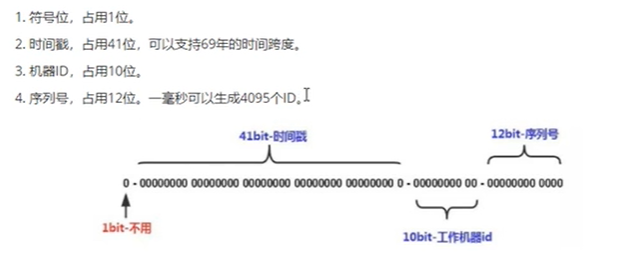 1. 符号位，占用1位。
2. 时间戳，占用41位，可以支持69年的时间跨度。
3. 机器ID，占用10位。
4. 序列号，占用12位。一毫秒可以生成4095个ID。
41bit-时间戳
12bit-序列号
0 - 00000000 00000000 00000000 00000000 00000000 0 - 00000000 00 - 00000000 0000
1bit-不用
10bit-工作机器id